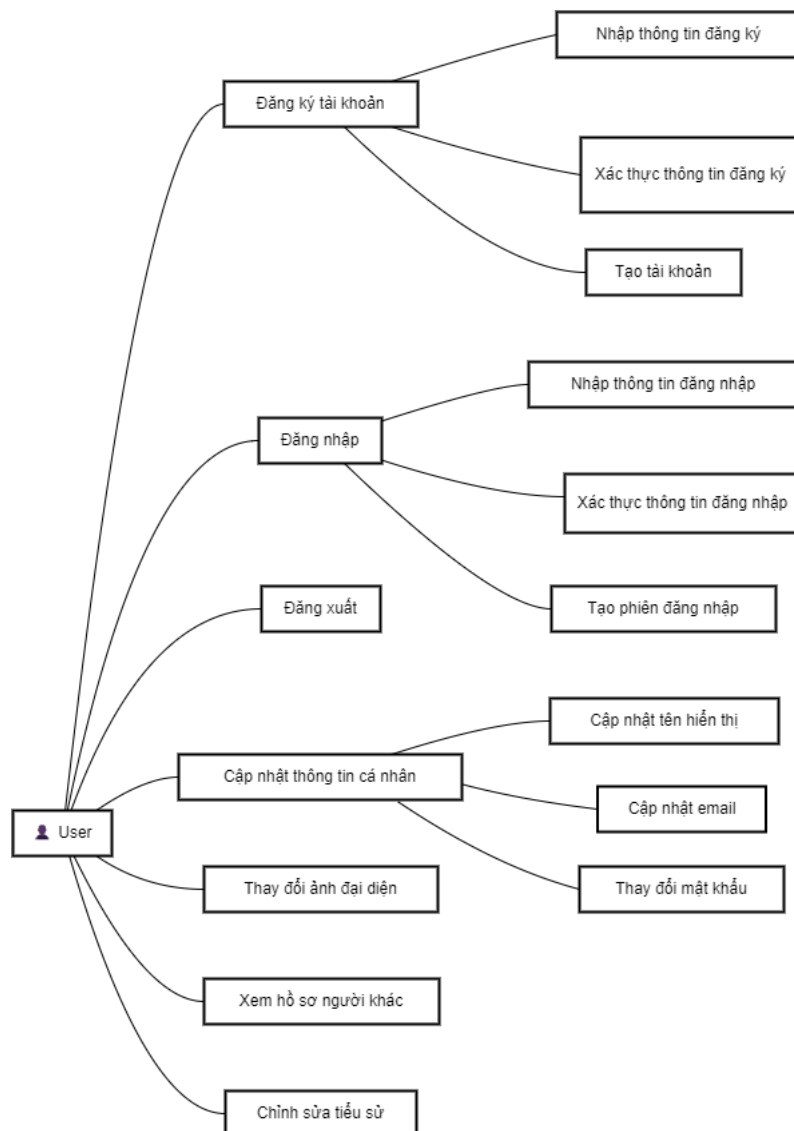 Nhập thông tin đăng ký
Đăng ký tài khoản
Xác thực thông tin đăng ký
Tạo tài khoản
Nhập thông tin đăng nhập
Đăng nhập
Xác thực thông tin đăng nhập
Đăng xuất
Tạo phiên đăng nhập
Cập nhật tên hiển thị
Cập nhật thông tin cá nhân
Cập nhật email
User
Thay đổi ảnh đại diện
Thay đổi mật khẩu
Xem hồ sơ người khác
Chỉnh sửa tiểu sử